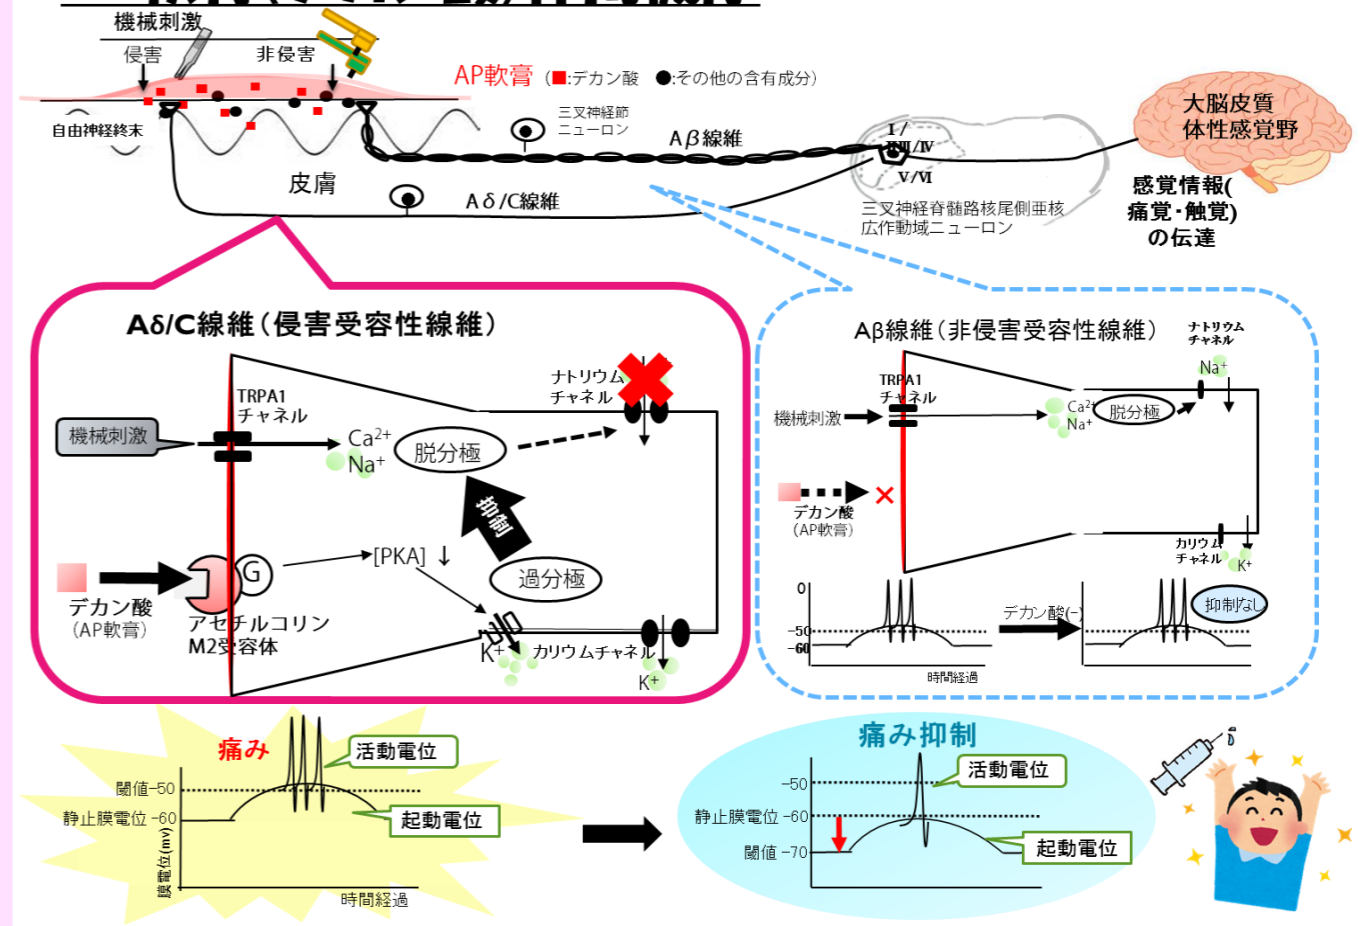 機械刺激
侵害
非侵害
AP軟膏 (■:デカン酸 ●:その他の含有成分)
自由神経終末
三叉神経節
ニューロン
Aβ線維
皮膚
Aδ/C線維
Ⅰ/
Ⅱ/Ⅲ/Ⅳ
Ⅴ/Ⅵ
三叉神経脊髄路核尾側亜核
広作動域ニューロン
大脳皮質
体性感覚野
感覚情報(
痛覚・触覚)
の伝達
Aδ/C線維(侵害受容性線維)
TRPA1
チャネル
機械刺激
Ca²⁺
Na⁺
脱分極
ナトリウム
チャネル
抑制
過分極
[PKA] ↓
G
デカン酸
(AP軟膏)
アセチルコリン
M2受容体
K⁺
カリウムチャネル
K⁺
Aβ線維(非侵害受容性線維)
TRPA1
チャネル
機械刺激
Ca²⁺
Na⁺
脱分極
ナトリウム
チャネル
Na⁺
デカン酸
(AP軟膏)
カリウム
チャネル
K⁺
0
-50
-60
時間経過
デカン酸(-)
抑制なし
-50
-60
痛み
活動電位
閾値-50
静止膜電位-60
起動電位
膜電位(mv)
時間経過
痛み抑制
-50
活動電位
静止膜電位-60
閾値-70
起動電位